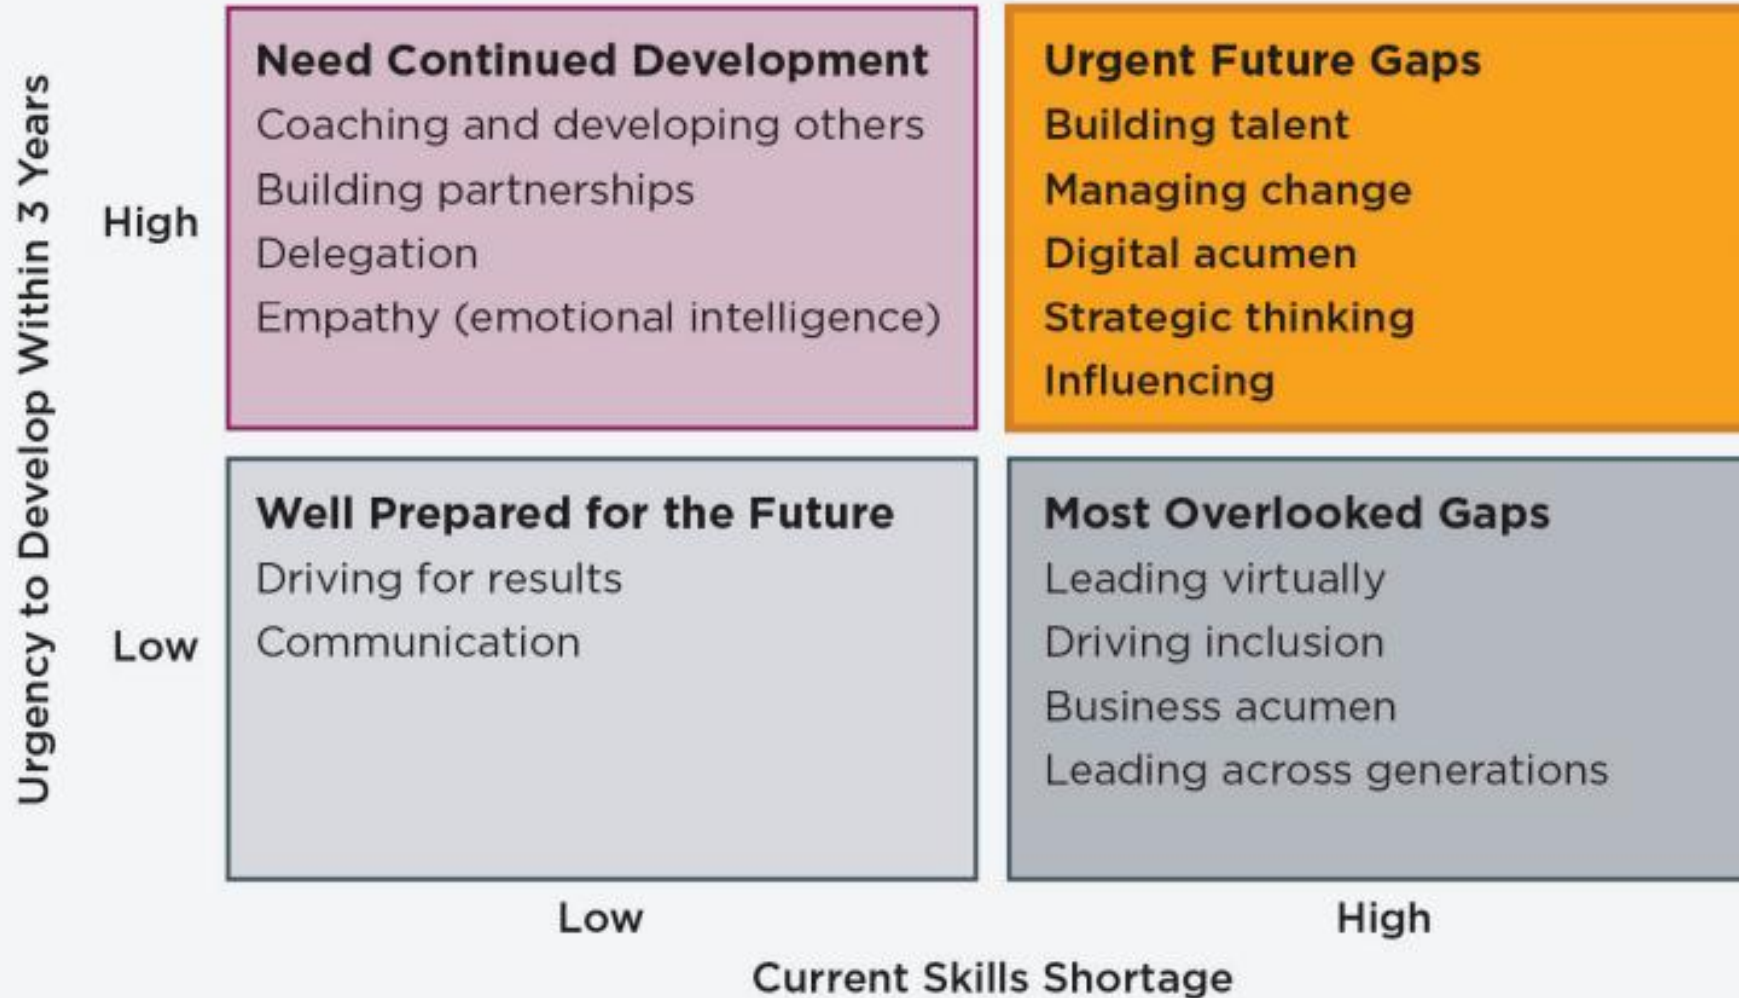 Urgency to Develop Within 3 Years
High
Need Continued Development
Coaching and developing others
Building partnerships
Delegation
Empathy (emotional intelligence)
Urgent Future Gaps
Building talent
Managing change
Digital acumen
Strategic thinking
Influencing
Low
Well Prepared for the Future
Driving for results
Communication
Most Overlooked Gaps
Leading virtually
Driving inclusion
Business acumen
Leading across generations
Low
High
Current Skills Shortage